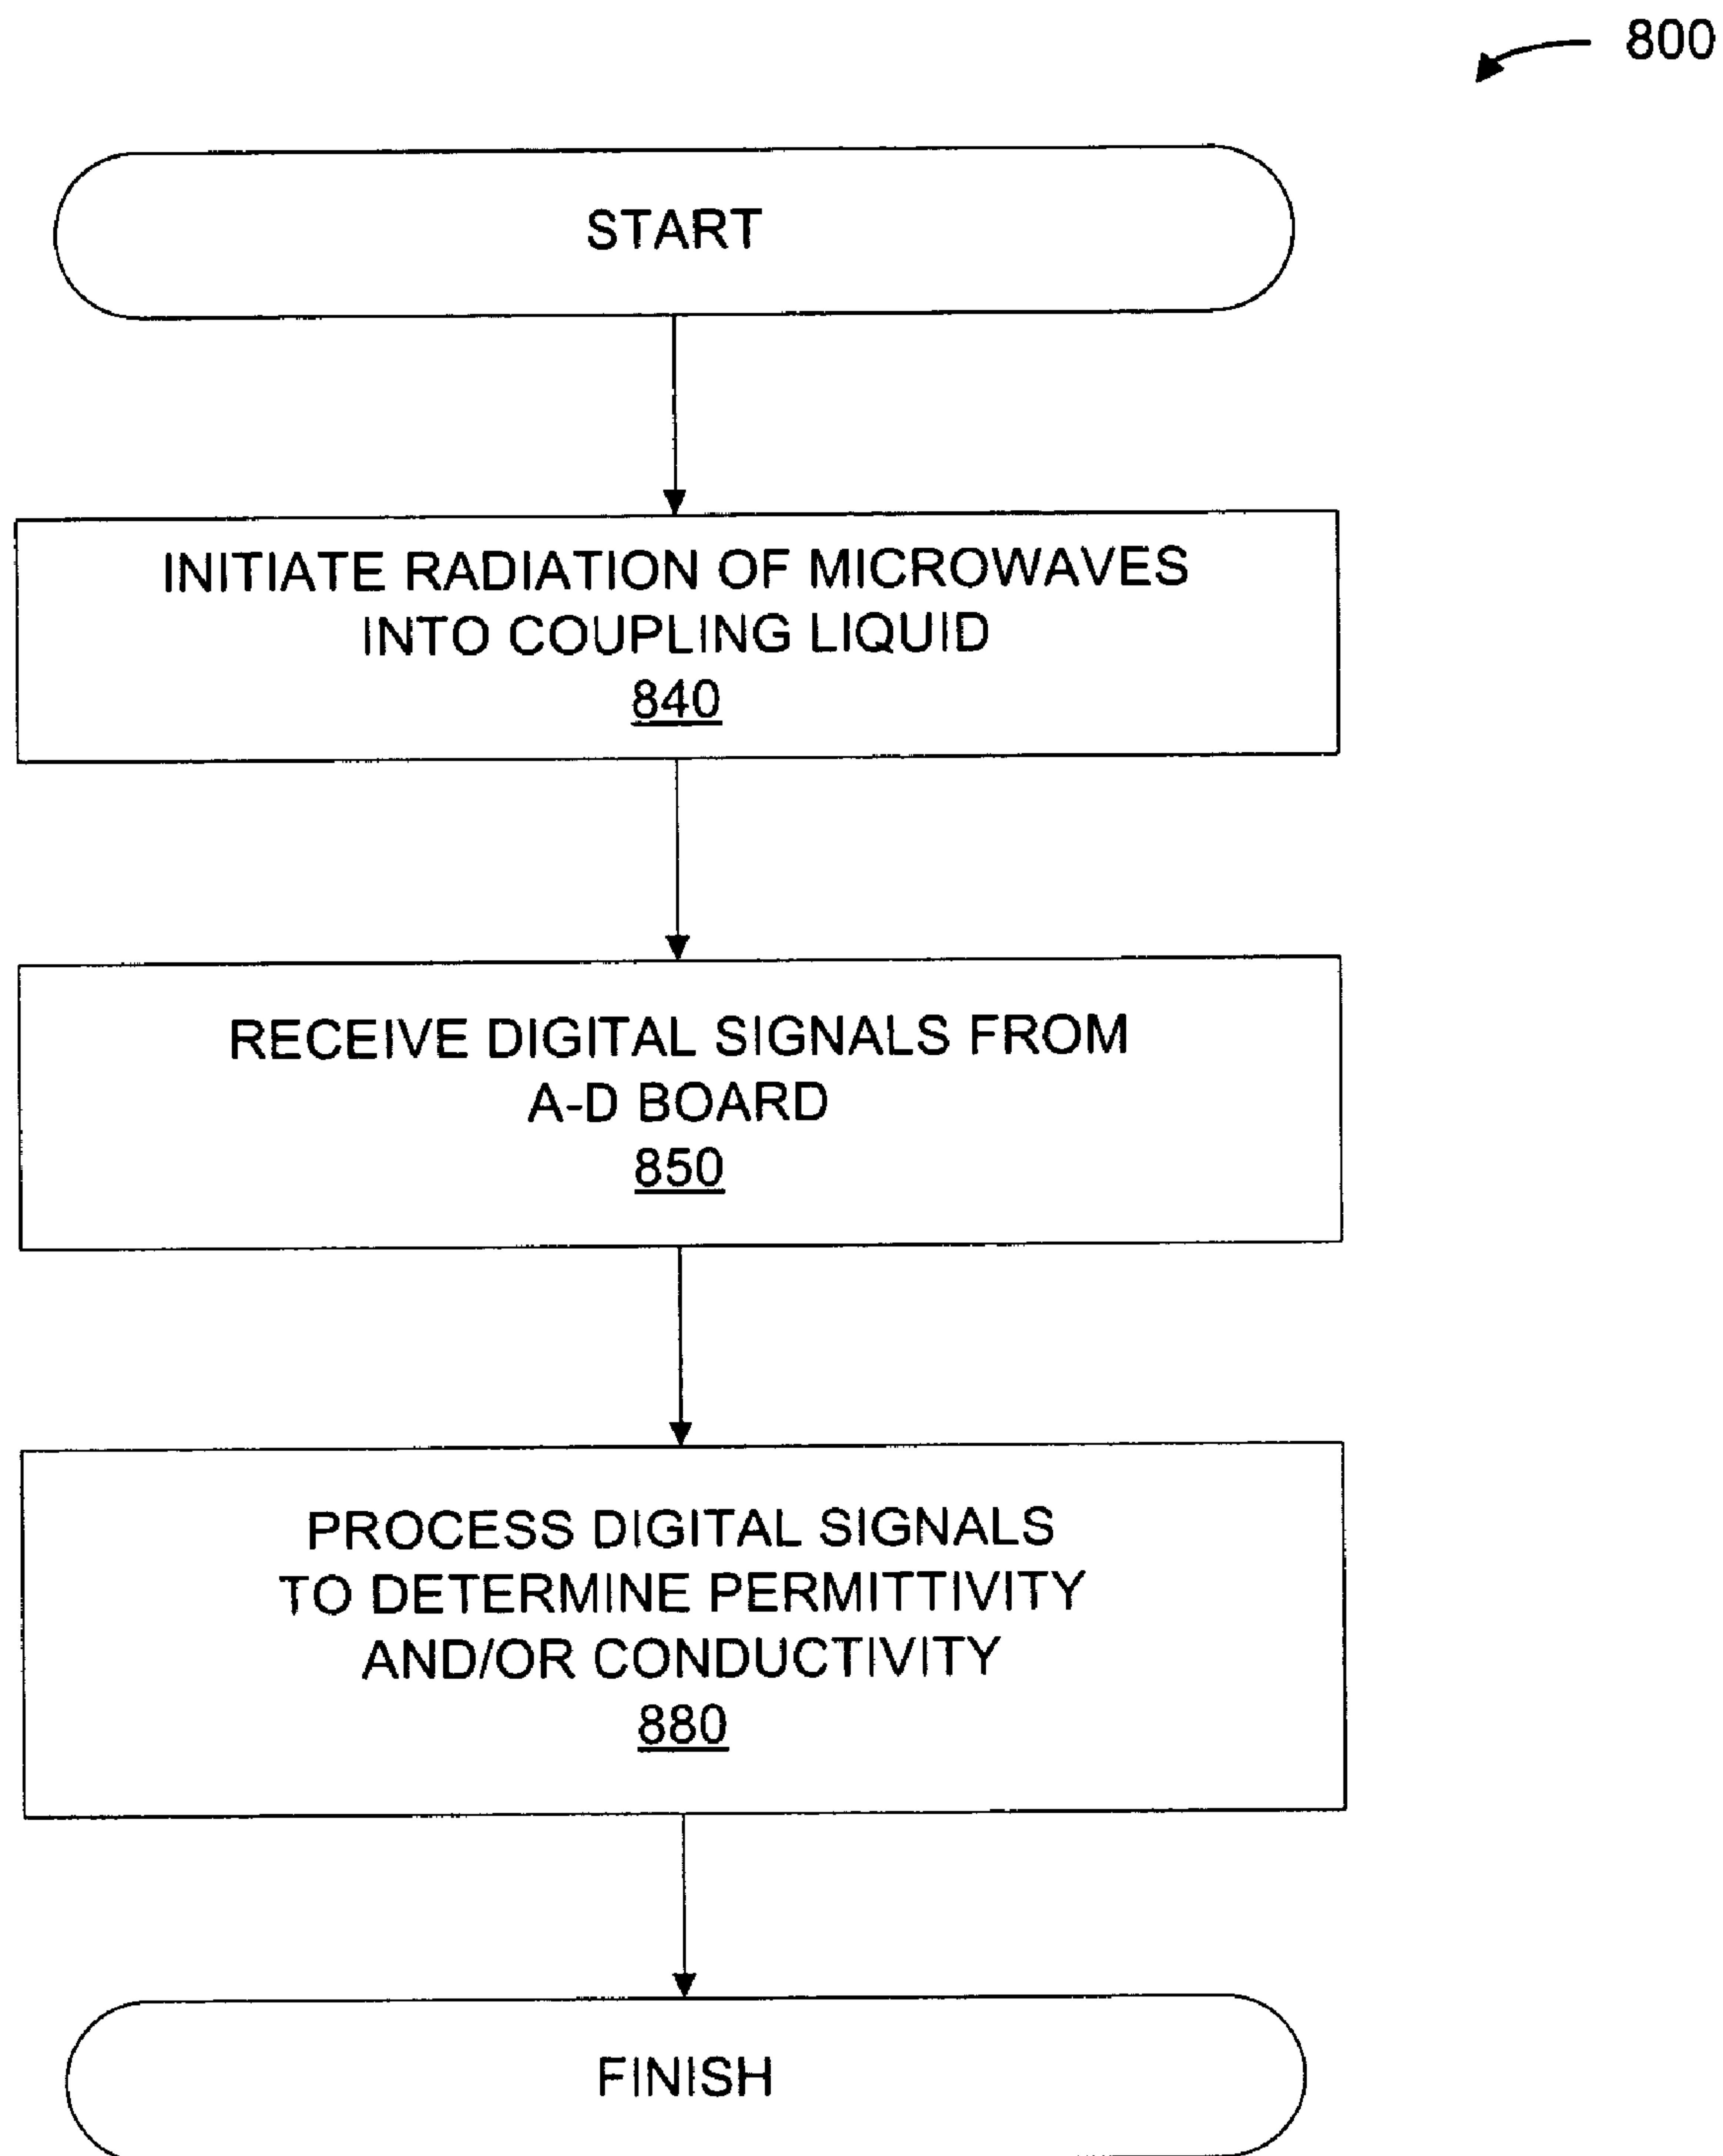 800
START
INITIATE RADIATION OF MICROWAVES
INTO COUPLING LIQUID
840
RECEIVE DIGITAL SIGNALS FROM
A-D BOARD
850
PROCESS DIGITAL SIGNALS
TO DETERMINE PERMITTIVITY
AND/OR CONDUCTIVITY
880
FINISH